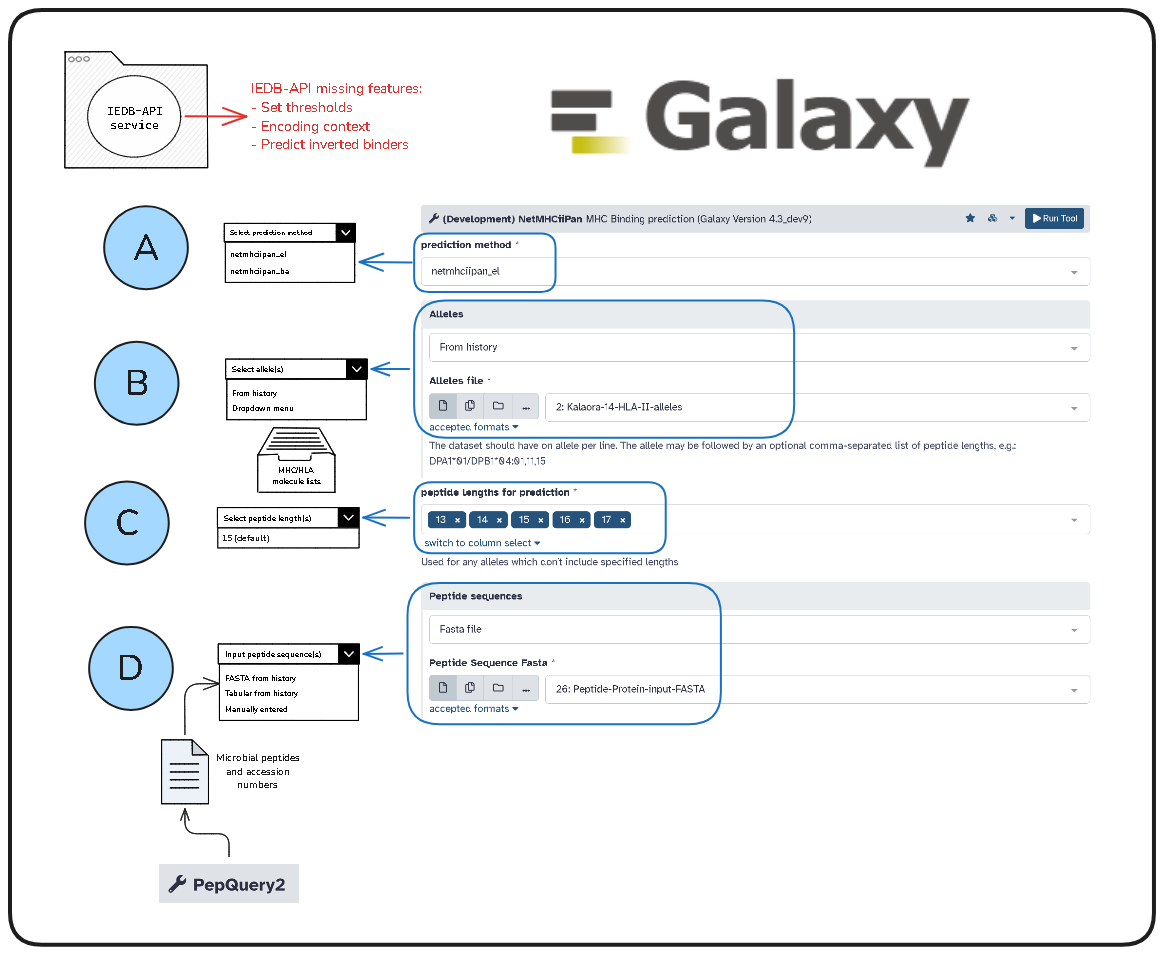 IEDB-API
service
IEDB-API missing features:
- Set thresholds
- Encoding context
- Predict inverted binders
Galaxy
A
Select prediction method
netmhciipan_el
netmhciipan_ba
(Development) NetMHCiiPan MHC Binding prediction (Galaxy Version 4.3_dev9)
Run Tool
prediction method *
netmhciipan_el
B
Select allele(s)
From history
Dropdown menu
MHC/HLA
molecule lists
Alleles
From history
Alleles file *
...
2: Kalaora-14-HLA-II-alleles
accepted formats
The dataset should have on allele per line. The allele may be followed by an optional comma-separated list of peptide lengths, e.g.:
DPA1*01/DPB1*04:01,11,15
C
Select peptide length(s)
15 (default)
peptide lengths for prediction *
13 × 14 × 15 × 16 × 17 ×
switch to column select
Used for any alleles which don't include specified lengths
D
Input peptide sequence(s)
FASTA from history
Tabular from history
Manually entered
Peptide sequences
Fasta file
Peptide Sequence Fasta *
...
26: Peptide-Protein-input-FASTA
accepted formats
Microbial peptides
and accession
numbers
PepQuery2